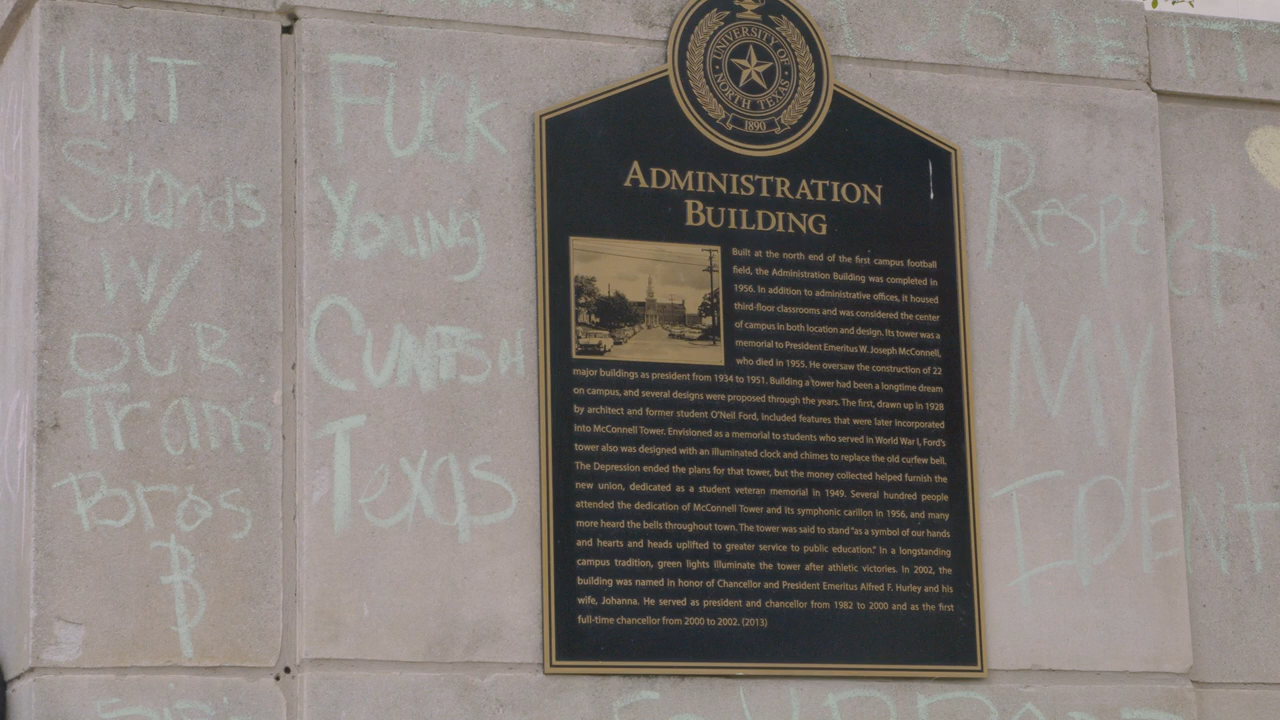 UNT
Stands
W/
FUCK
Young
CUNTSII
Texas
UNIVERSITY OF
NORTH TEXAS
1890
ADMINISTRATION
BUILDING
Built at the north end of the first campus football
field, the Administration Building was completed in
1956. In addition to administrative offices, it housed
third-floor classrooms and was considered the center
of campus in both location and design. Its tower was a
memorial to President Emeritus W. Joseph McConnell,
who died in 1955. He oversaw the construction of 22
major buildings as president from 1934 to 1951. Building a tower had been a longtime dream
on campus, and several designs were proposed through the years. The first, drawn up in 1928
by architect and former student O'Neil Ford, included features that were later incorporated
into McConnell Tower. Envisioned as a memorial to students who served in World War I, Ford's
tower also was designed with an illuminated clock and chimes to replace the old curfew bell.
The Depression ended the plans for that tower, but the money collected helped furnish the
new union, dedicated as a student veteran memorial in 1949. Several hundred people
attended the dedication of McConnell Tower and its symphonic carillon in 1956, and many
more heard the bells throughout town. The tower was said to stand "as a symbol of our hands
and hearts and heads uplifted to greater service to public education." In a longstanding
campus tradition, green lights illuminate the tower after athletic victories. In 2002, the
building was named in honor of Chancellor and President Emeritus Alfred F. Hurley and his
wife, Johanna. He served as president and chancellor from 1982 to 2000 and as the first
full-time chancellor from 2000 to 2002. (2013)
Respect
MY
IDENT